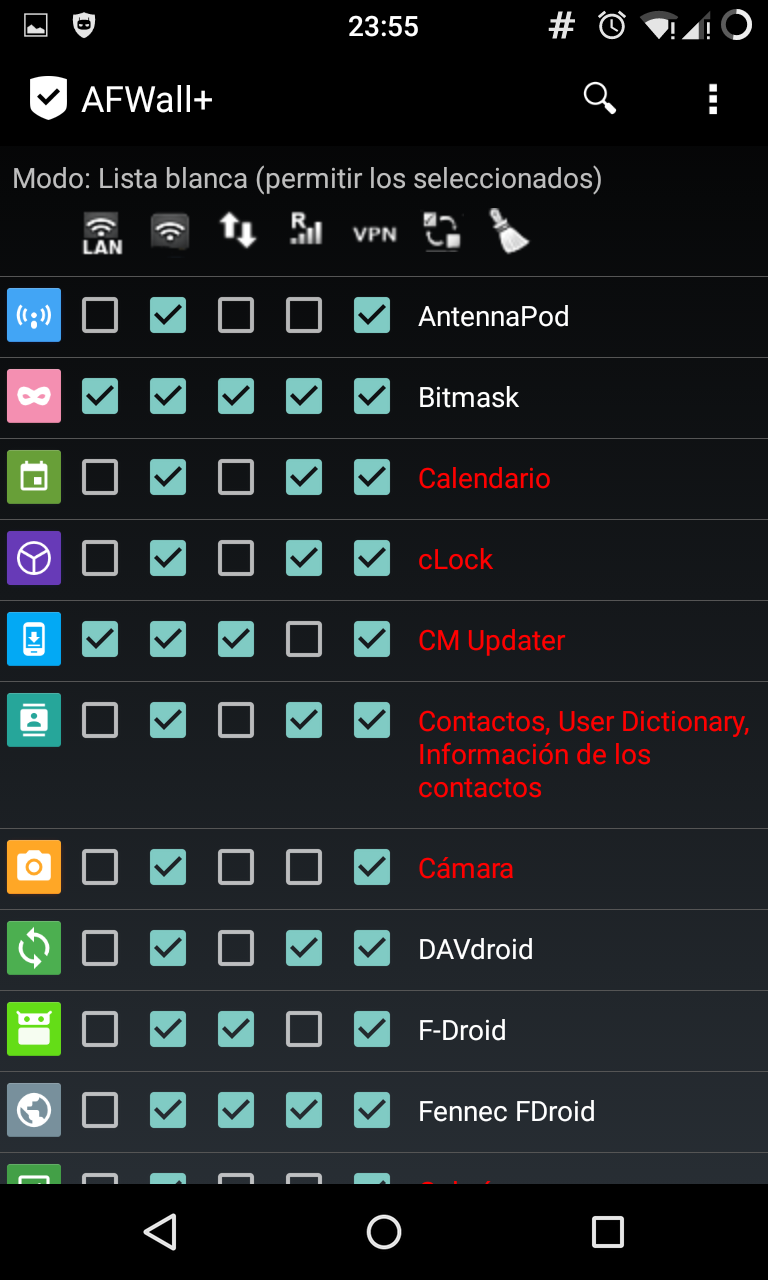 23:55
AFWall+
Modo: Lista blanca (permitir los seleccionados)
LAN R VPN
AntennaPod
Bitmask
Calendario
cLock
CM Updater
Contactos, User Dictionary,
Información de los
contactos
Cámara
DAVdroid
F-Droid
Fennec FDroid